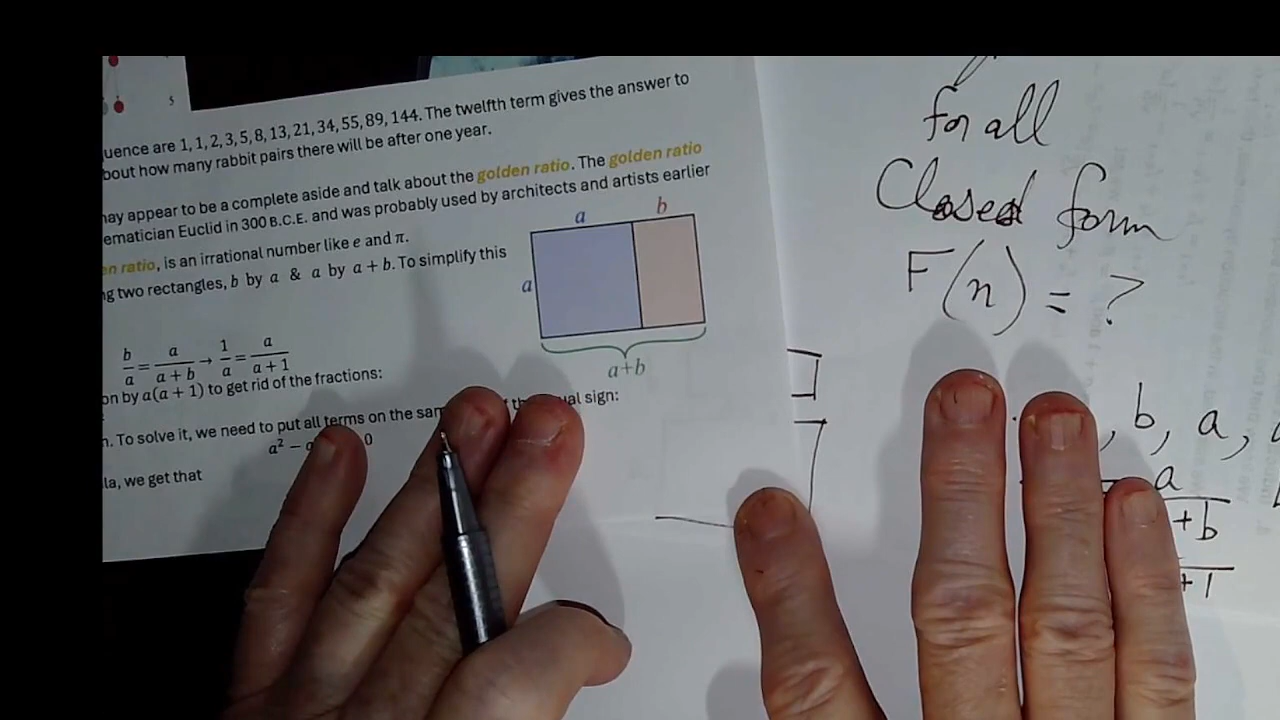 5
uence are 1, 1, 2, 3, 5, 8, 13, 21, 34, 55, 89, 144. The twelfth term gives the answer to
bout how many rabbit pairs there will be after one year.
may appear to be a complete aside and talk about the golden ratio. The golden ratio
ematician Euclid in 300 B.C.E. and was probably used by architects and artists earlier
en ratio, is an irrational number like e and π.
g two rectangles, b by a & a by a + b. To simplify this
a b
a
a+b
b/a = a/(a + b) → 1/a = a/(a + 1)
on by a(a + 1) to get rid of the fractions:
n. To solve it, we need to put all terms on the sam
al sign:
a² − 0
la, we get that
for all
Closed form
F(n) = ?
, b, a,
a
+b
+1